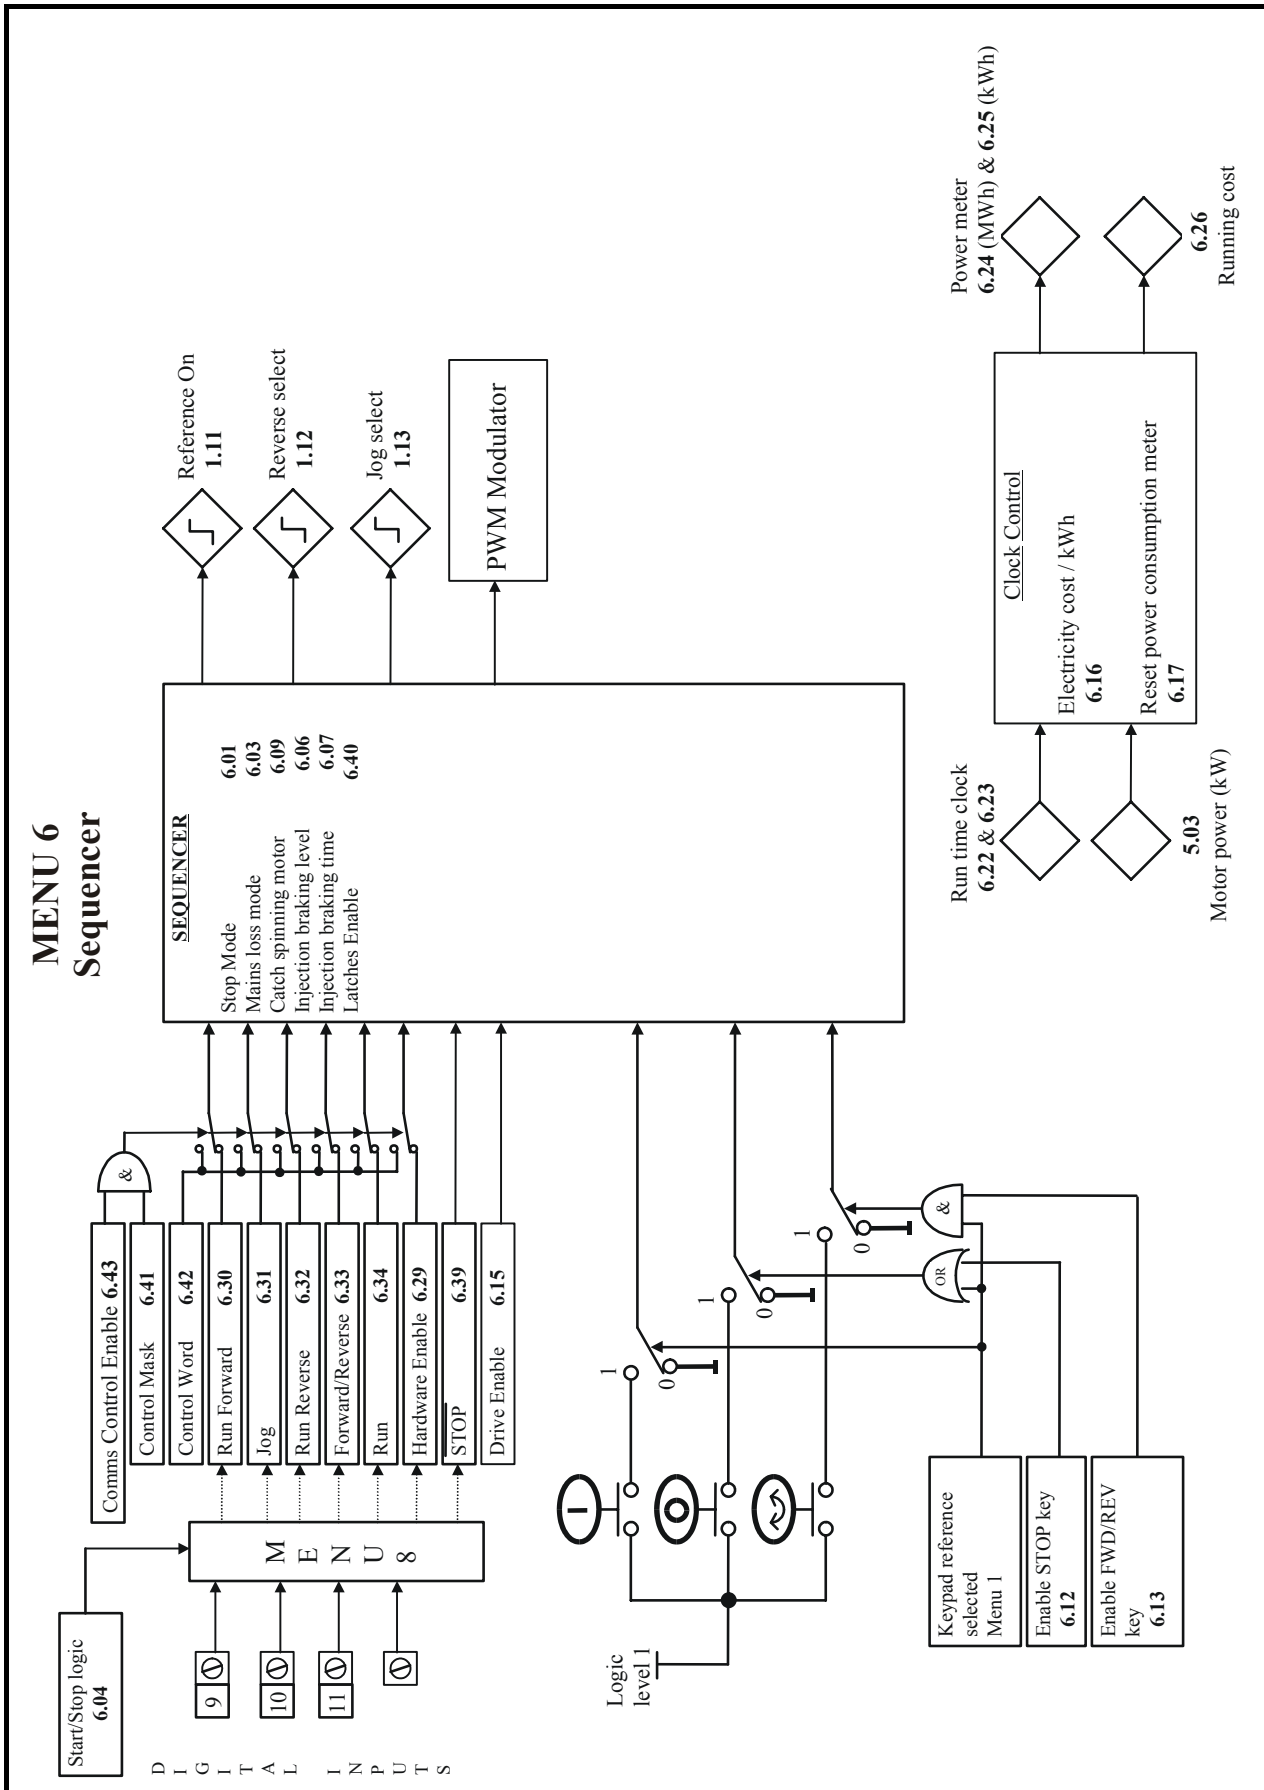 MENU 6
Sequencer
Start/Stop logic
6.04
DIGITAL INPUTS
9
10
11
MENU 8
Comms Control Enable 6.43
Control Mask 6.41
Control Word 6.42
Run Forward 6.30
Jog 6.31
Run Reverse 6.32
Forward/Reverse 6.33
Run 6.34
Hardware Enable 6.29
STOP 6.39
Drive Enable 6.15
&
SEQUENCER
Stop Mode 6.01
Mains loss mode 6.03
Catch spinning motor 6.09
Injection braking level 6.06
Injection braking time 6.07
Latches Enable 6.40
Reference On
1.11
Reverse select
1.12
Jog select
1.13
PWM Modulator
Logic
level 1
1
0
1
0
1
0
OR
&
Keypad reference
selected
Menu 1
Enable STOP key
6.12
Enable FWD/REV
key 6.13
Run time clock
6.22 & 6.23
5.03
Motor power (kW)
Clock Control
Electricity cost / kWh
6.16
Reset power consumption meter
6.17
Power meter
6.24 (MWh) & 6.25 (kWh)
6.26
Running cost